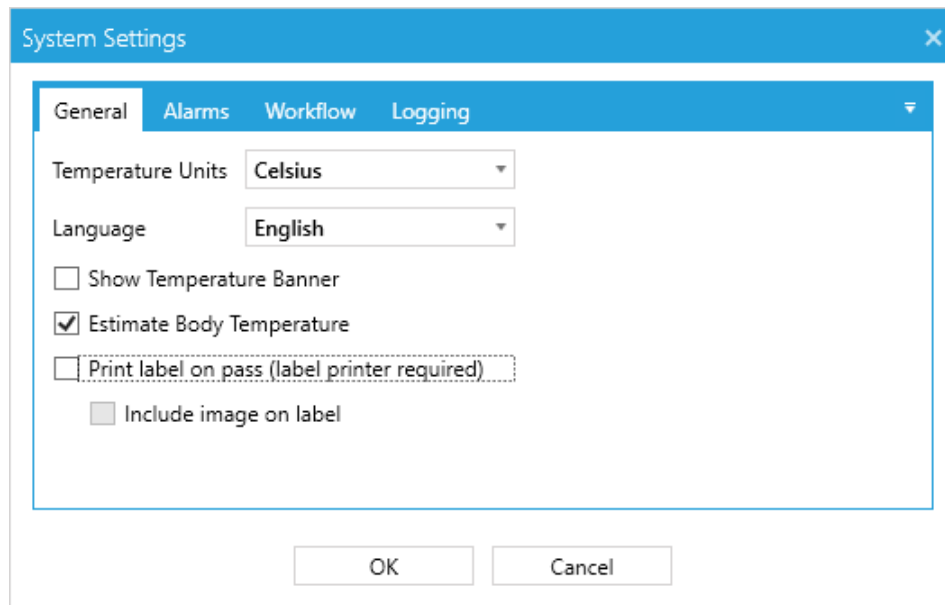 System Settings
General Alarms Workflow Logging
Temperature Units Celsius
Language English
Show Temperature Banner
Estimate Body Temperature
Print label on pass (label printer required)
Include image on label
OK Cancel